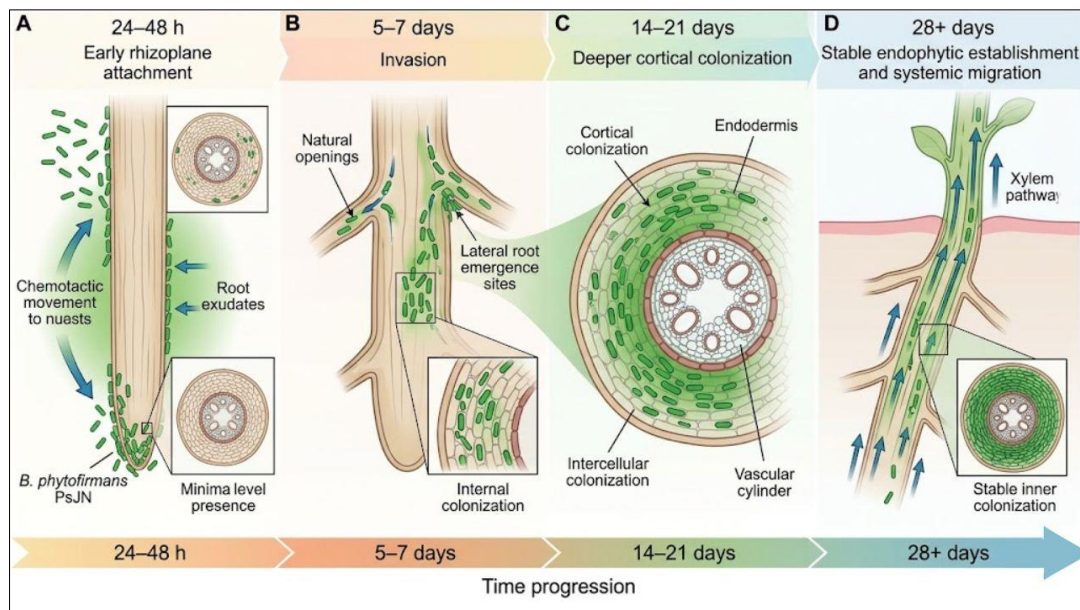 A
24–48 h
Early rhizoplane
attachment
B
5–7 days
Invasion
C
14–21 days
Deeper cortical colonization
D
28+ days
Stable endophytic establishment
and systemic migration
Chemotactic
movement
to nuasts
Root
exudates
B. phytofirmans
PsJN
Minima level
presence
Natural
openings
Lateral root
emergence
sites
Internal
colonization
Cortical
colonization
Endodermis
Intercellular
colonization
Vascular
cylinder
Xylem
pathway
Stable inner
colonization
24–48 h
5–7 days
14–21 days
28+ days
Time progression